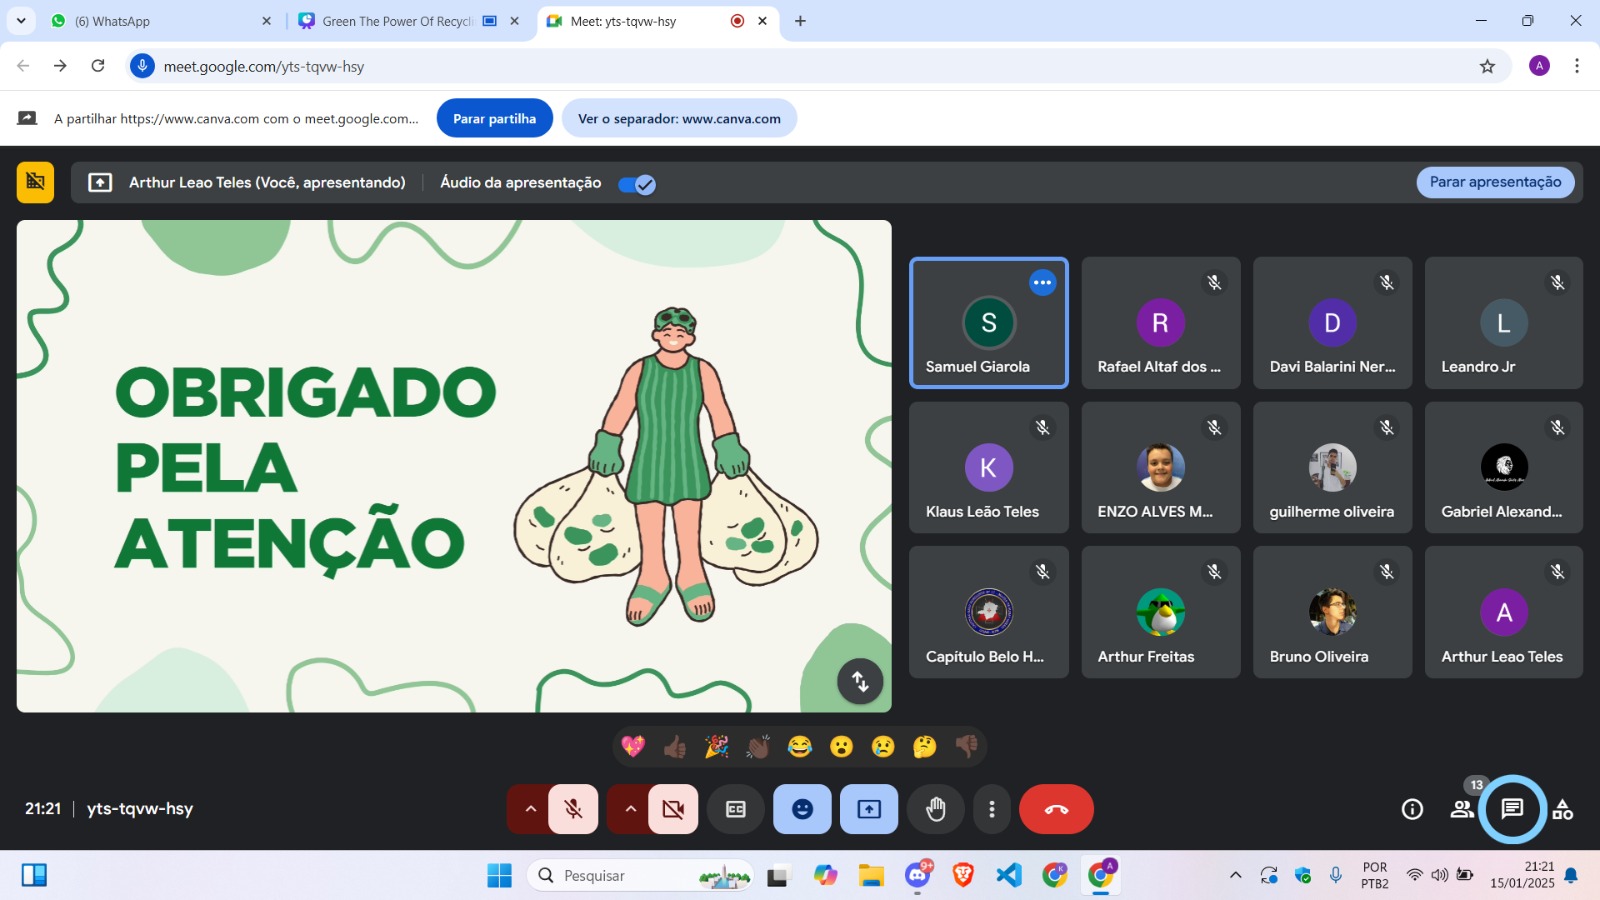 (6) WhatsApp
Green The Power Of Recycli
Meet: yts-tqvw-hsy
meet.google.com/yts-tqvw-hsy
A
A partilhar https://www.canva.com com o meet.google.com...
Parar partilha
Ver o separador: www.canva.com
Arthur Leao Teles (Você, apresentando)
Áudio da apresentação
Parar apresentação
OBRIGADO
PELA
ATENÇÃO
S
Samuel Giarola
R
Rafael Altaf dos ...
D
Davi Balarini Ner...
L
Leandro Jr
K
Klaus Leão Teles
ENZO ALVES M...
guilherme oliveira
Gabriel Alexand...
Capítulo Belo H...
Arthur Freitas
Bruno Oliveira
A
Arthur Leao Teles
21:21
yts-tqvw-hsy
13
Pesquisar
9+
K
A
POR
PTB2
21:21
15/01/2025